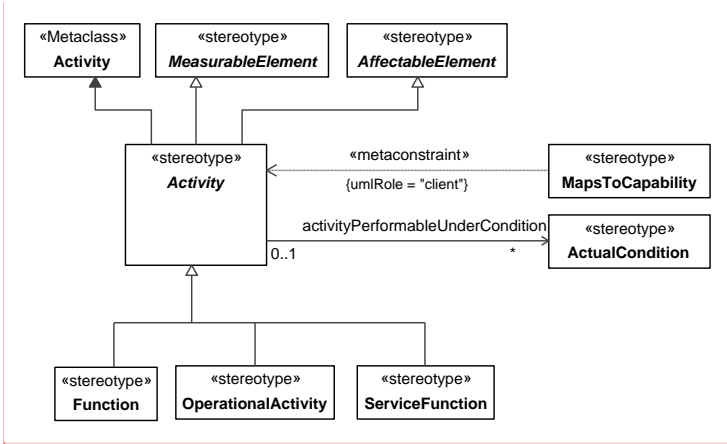 «Metaclass»
Activity
«stereotype»
MeasurableElement
«stereotype»
AffectableElement
«stereotype»
Activity
«metaconstraint»
{umlRole = "client"}
«stereotype»
MapsToCapability
activityPerformableUnderCondition
0..1
*
«stereotype»
ActualCondition
«stereotype»
Function
«stereotype»
OperationalActivity
«stereotype»
ServiceFunction